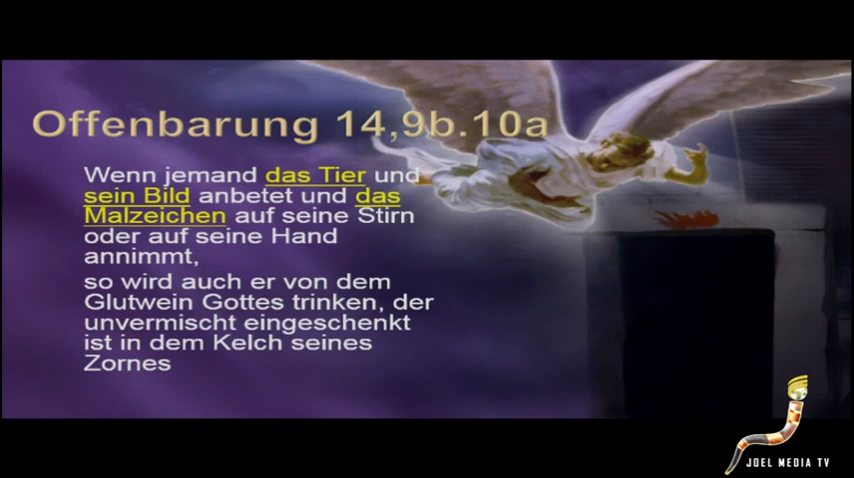 Offenbarung 14,9b.10a
Wenn jemand das Tier und
sein Bild anbetet und das
Malzeichen auf seine Stirn
oder auf seine Hand
annimmt,
so wird auch er von dem
Glutwein Gottes trinken, der
unvermischt eingeschenkt
ist in dem Kelch seines
Zornes
JOEL MEDIA TV